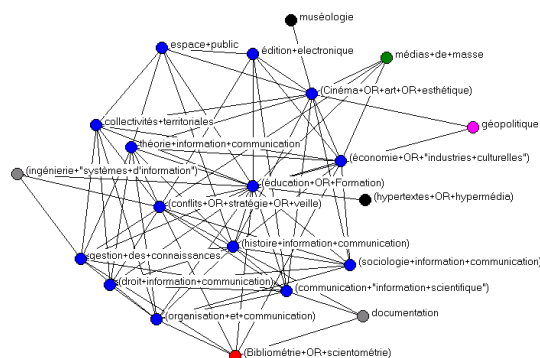 muséologie
espace+public
édition+electronique
médias+de+masse
(Cinéma+OR+art+OR+esthétique)
collectivités+territoriales
géopolitique
théorie+information+communication
(économie+OR+"industries+culturelles")
(ingénierie+"systèmes+d'information")
(éducation+OR+Formation)
(hypertextes+OR+hypermédia)
(conflits+OR+stratégie+OR+veille)
(histoire+information+communication)
gestion+des+connaissances
(sociologie+information+communication)
(droit+information+communication)
(communication+"information+scientifique")
(organisation+et+communication)
documentation
(Bibliométrie+OR+scientométrie)